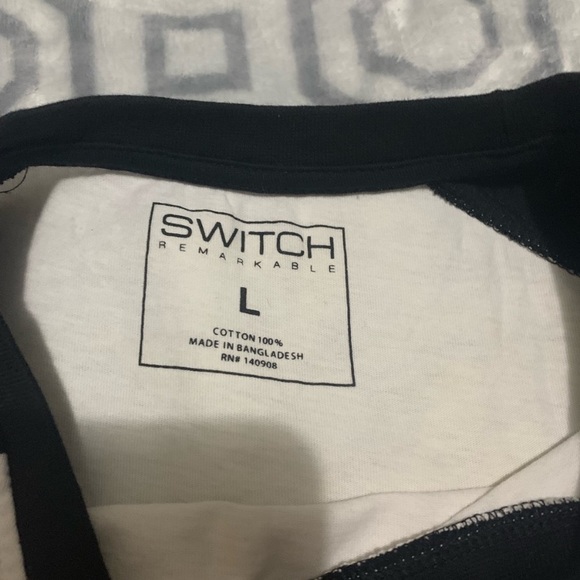 SWITCH
REMARKABLE
L
COTTON 100%
MADE IN BANGLADESH
RN# 140908